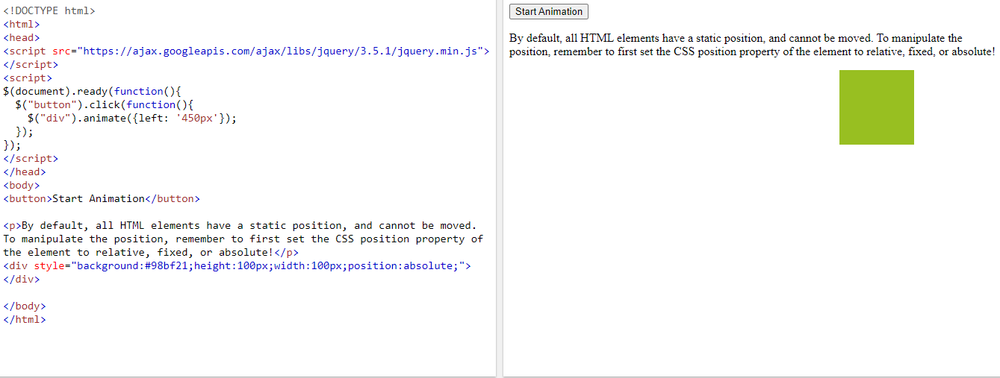 <!DOCTYPE html>
<html>
<head>
<script src="https://ajax.googleapis.com/ajax/libs/jquery/3.5.1/jquery.min.js">
</script>
<script>
$(document).ready(function(){
  $("button").click(function(){
    $("div").animate({left: '450px'});
  });
});
</script>
</head>
<body>
<button>Start Animation</button>
<p>By default, all HTML elements have a static position, and cannot be moved.
To manipulate the position, remember to first set the CSS position property of
the element to relative, fixed, or absolute!</p>
<div style="background:#98bf21;height:100px;width:100px;position:absolute;">
</div>
</body>
</html>
Start Animation
By default, all HTML elements have a static position, and cannot be moved. To manipulate the
position, remember to first set the CSS position property of the element to relative, fixed, or absolute!